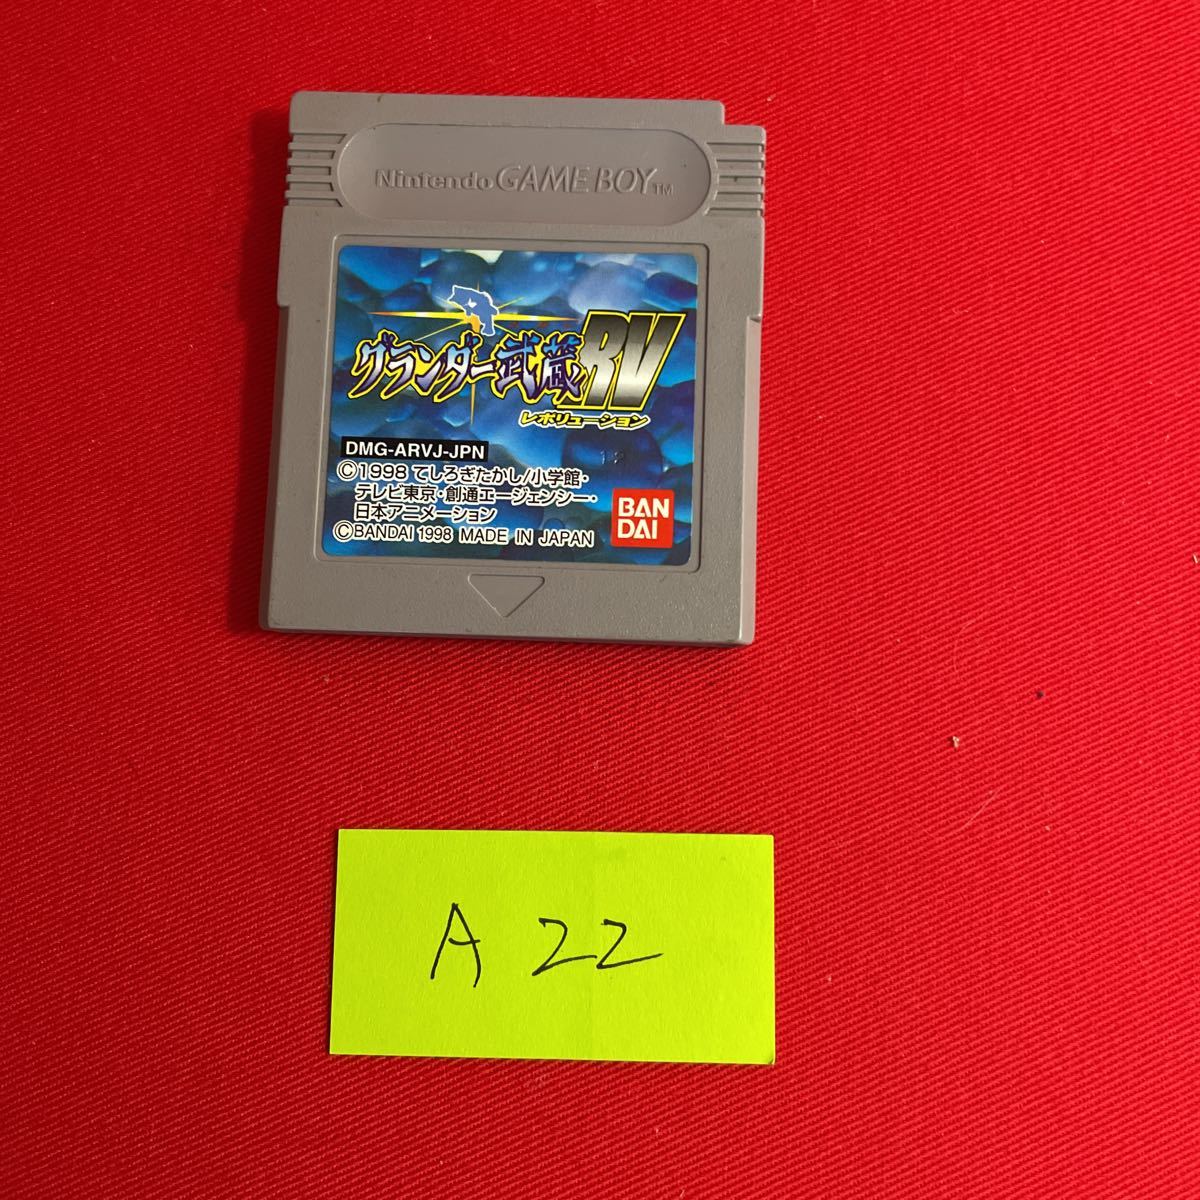 Nintendo GAME BOY TM
グランダー武蔵RV
レボリューション
DMG-ARVJ-JPN
©1998 てしろぎたかし/小学館・
テレビ東京・創通エージェンシー・
日本アニメーション
©BANDAI 1998 MADE IN JAPAN
BAN
DAI
A 22